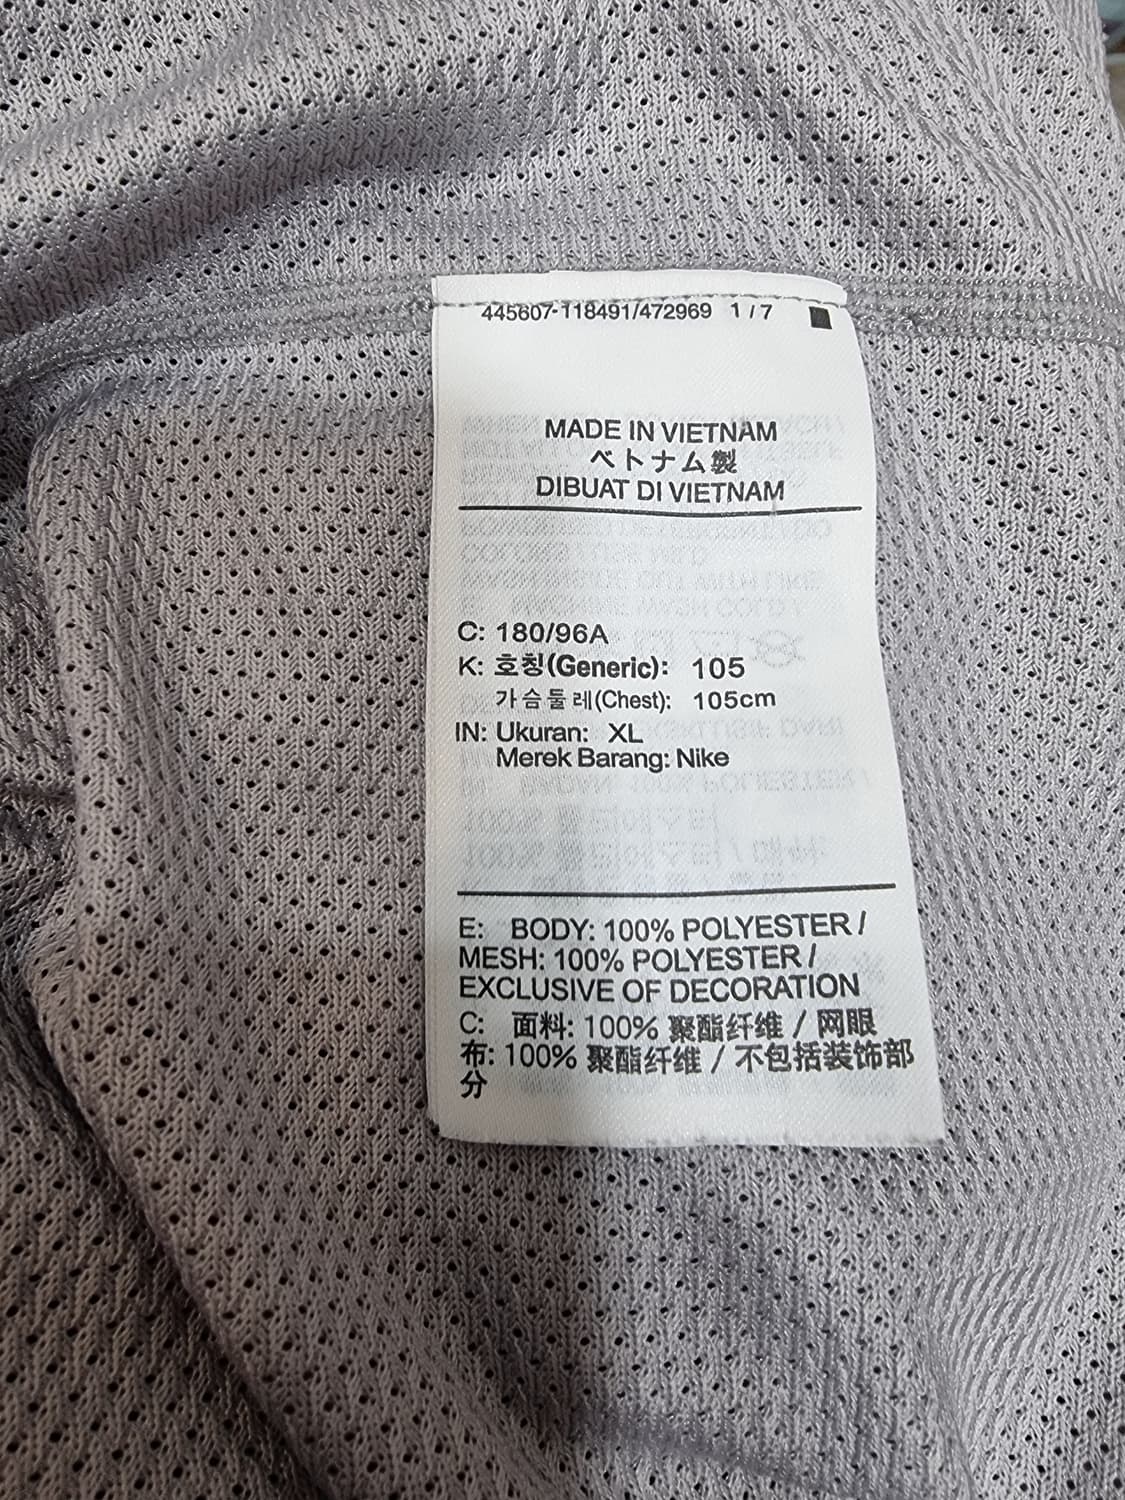 445607-118491/472969 1 / 7
MADE IN VIETNAM
ベトナム製
DIBUAT DI VIETNAM
C: 180/96A
K: 호칭(Generic): 105
가슴둘레(Chest): 105cm
IN: Ukuran: XL
Merek Barang: Nike
E: BODY: 100% POLYESTER /
MESH: 100% POLYESTER /
EXCLUSIVE OF DECORATION
C: 面料: 100% 聚酯纤维 / 网眼
布: 100% 聚酯纤维 / 不包括装饰部
分